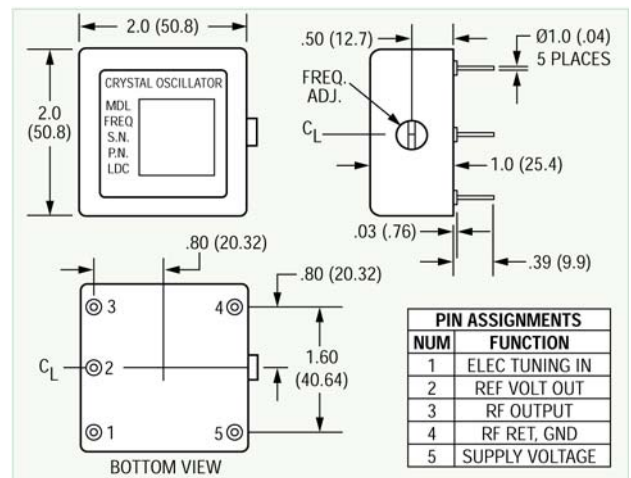 2.0 (50.8)
2.0
(50.8)
CRYSTAL OSCILLATOR
MDL
FREQ
S.N.
P.N.
LDC
.50 (12.7)
Ø1.0 (.04)
5 PLACES
FREQ.
ADJ.
CL
1.0 (25.4)
.03 (.76)
.39 (9.9)
.80 (20.32)
.80 (20.32)
3
4
CL
2
1.60
(40.64)
1
5
BOTTOM VIEW
PIN ASSIGNMENTS
NUM FUNCTION
1 ELEC TUNING IN
2 REF VOLT OUT
3 RF OUTPUT
4 RF RET, GND
5 SUPPLY VOLTAGE